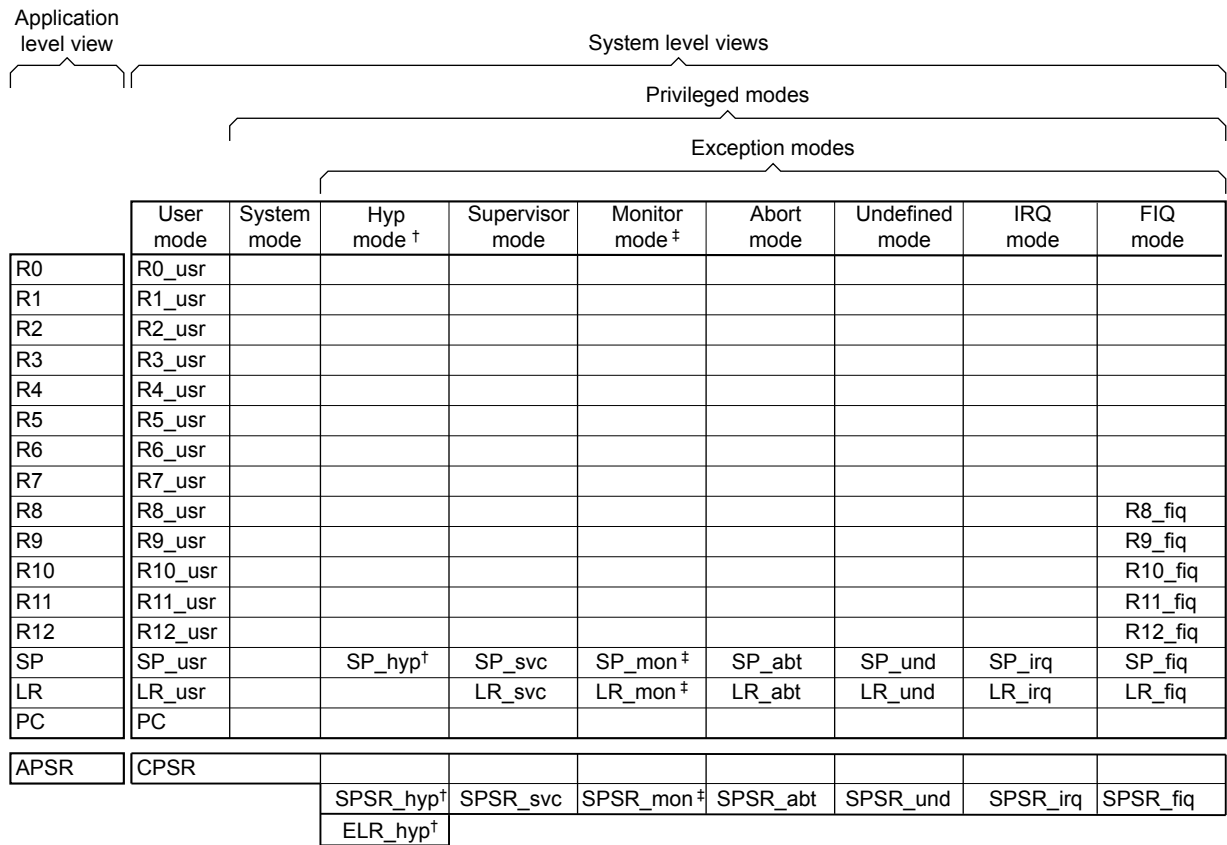 Application
level view
System level views
Privileged modes
Exception modes
User mode System mode Hyp mode † Supervisor mode Monitor mode ‡ Abort mode Undefined mode IRQ mode FIQ mode
R0 R0_usr
R1 R1_usr
R2 R2_usr
R3 R3_usr
R4 R4_usr
R5 R5_usr
R6 R6_usr
R7 R7_usr
R8 R8_usr R8_fiq
R9 R9_usr R9_fiq
R10 R10_usr R10_fiq
R11 R11_usr R11_fiq
R12 R12_usr R12_fiq
SP SP_usr SP_hyp† SP_svc SP_mon‡ SP_abt SP_und SP_irq SP_fiq
LR LR_usr LR_svc LR_mon‡ LR_abt LR_und LR_irq LR_fiq
PC PC
APSR CPSR
SPSR_hyp† SPSR_svc SPSR_mon‡ SPSR_abt SPSR_und SPSR_irq SPSR_fiq
ELR_hyp†